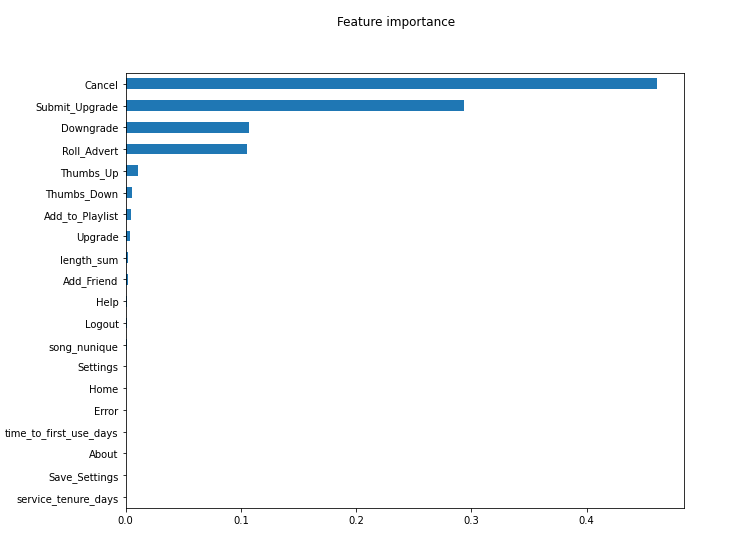 Feature importance
Cancel
Submit_Upgrade
Downgrade
Roll_Advert
Thumbs_Up
Thumbs_Down
Add_to_Playlist
Upgrade
length_sum
Add_Friend
Help
Logout
song_nunique
Settings
Home
Error
time_to_first_use_days
About
Save_Settings
service_tenure_days
0.0 0.1 0.2 0.3 0.4